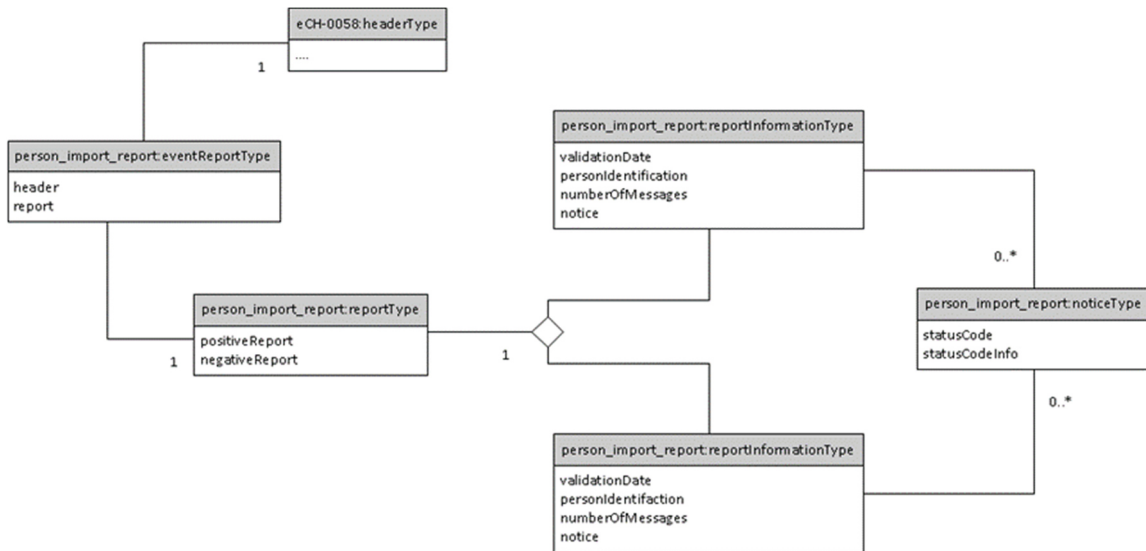 eCH-0058:headerType
....
1
person_import_report:eventReportType
header
report
person_import_report:reportInformationType
validationDate
personIdentification
numberOfMessages
notice
0..*
person_import_report:reportType
positiveReport
negativeReport
1
1
person_import_report:noticeType
statusCode
statusCodeInfo
0..*
person_import_report:reportInformationType
validationDate
personIdentifaction
numberOfMessages
notice